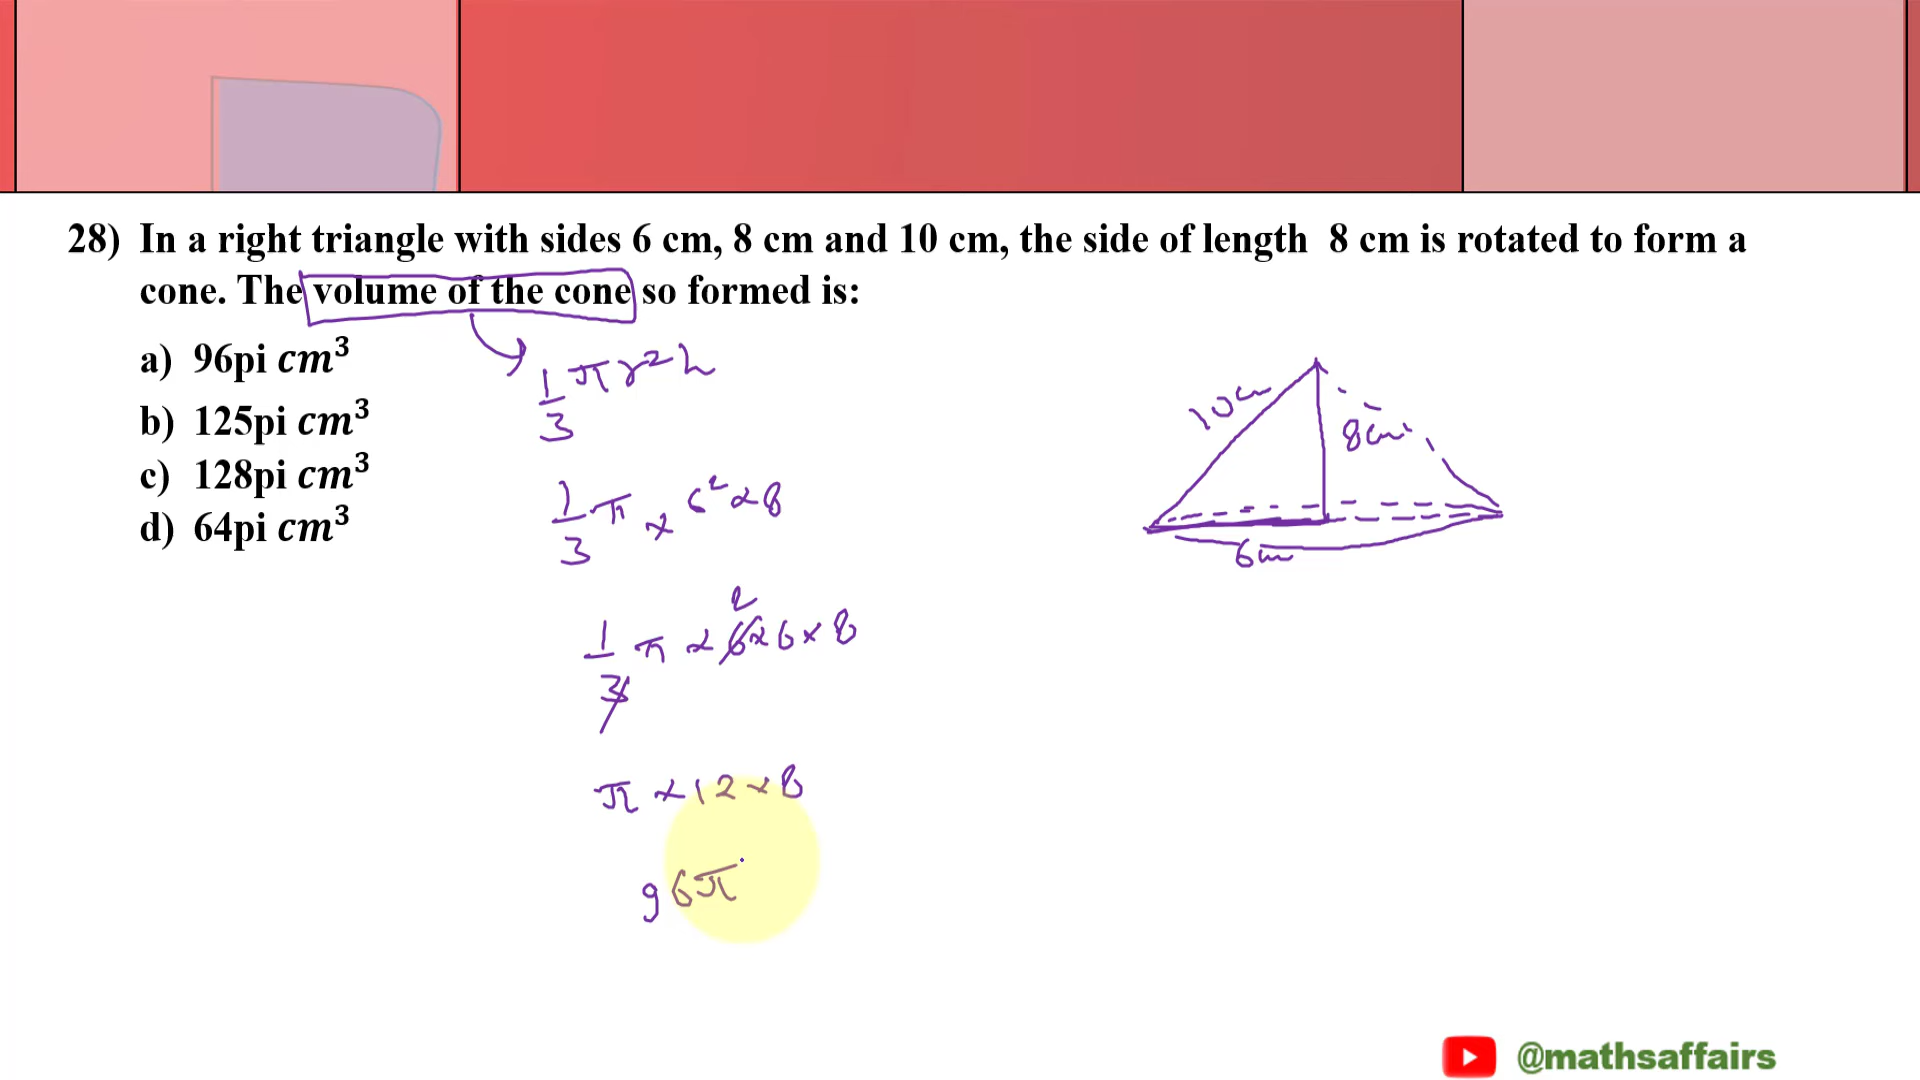 28) In a right triangle with sides 6 cm, 8 cm and 10 cm, the side of length 8 cm is rotated to form a
cone. The volume of the cone so formed is:
a) 96pi cm³
b) 125pi cm³
c) 128pi cm³
d) 64pi cm³
1/3 πr²h
1/3 π × 6² × 8
1/3 π × 6 × 6 × 8
2
π × 12 × 8
96π
10cm
8cm
6cm
@mathsaffairs